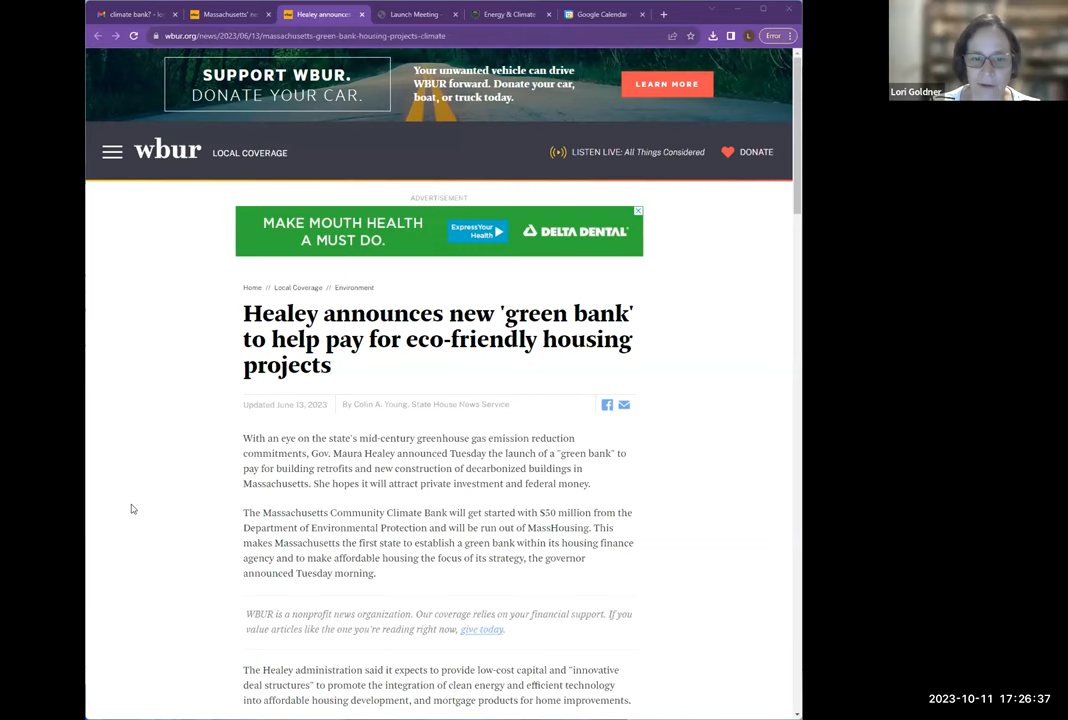 climate bank? - lo
Massachusetts' ne
Healey announces
Launch Meeting -
Energy & Climate
Google Calendar
wbur.org/news/2023/06/13/massachusetts-green-bank-housing-projects-climate
L
Error
Lori Goldner
SUPPORT WBUR.
DONATE YOUR CAR.
Your unwanted vehicle can drive
WBUR forward. Donate your car,
boat, or truck today.
LEARN MORE
wbur
LOCAL COVERAGE
LISTEN LIVE: All Things Considered
DONATE
ADVERTISEMENT
MAKE MOUTH HEALTH
A MUST DO.
ExpressYour
Health
DELTA DENTAL
Home // Local Coverage // Environment
Healey announces new 'green bank'
to help pay for eco-friendly housing
projects
Updated June 13, 2023
By Colin A. Young, State House News Service
With an eye on the state's mid-century greenhouse gas emission reduction
commitments, Gov. Maura Healey announced Tuesday the launch of a "green bank" to
pay for building retrofits and new construction of decarbonized buildings in
Massachusetts. She hopes it will attract private investment and federal money.
The Massachusetts Community Climate Bank will get started with $50 million from the
Department of Environmental Protection and will be run out of MassHousing. This
makes Massachusetts the first state to establish a green bank within its housing finance
agency and to make affordable housing the focus of its strategy, the governor
announced Tuesday morning.
WBUR is a nonprofit news organization. Our coverage relies on your financial support. If you
value articles like the one you're reading right now, give today.
The Healey administration said it expects to provide low-cost capital and "innovative
deal structures" to promote the integration of clean energy and efficient technology
into affordable housing development, and mortgage products for home improvements.
2023-10-11 17:26:37